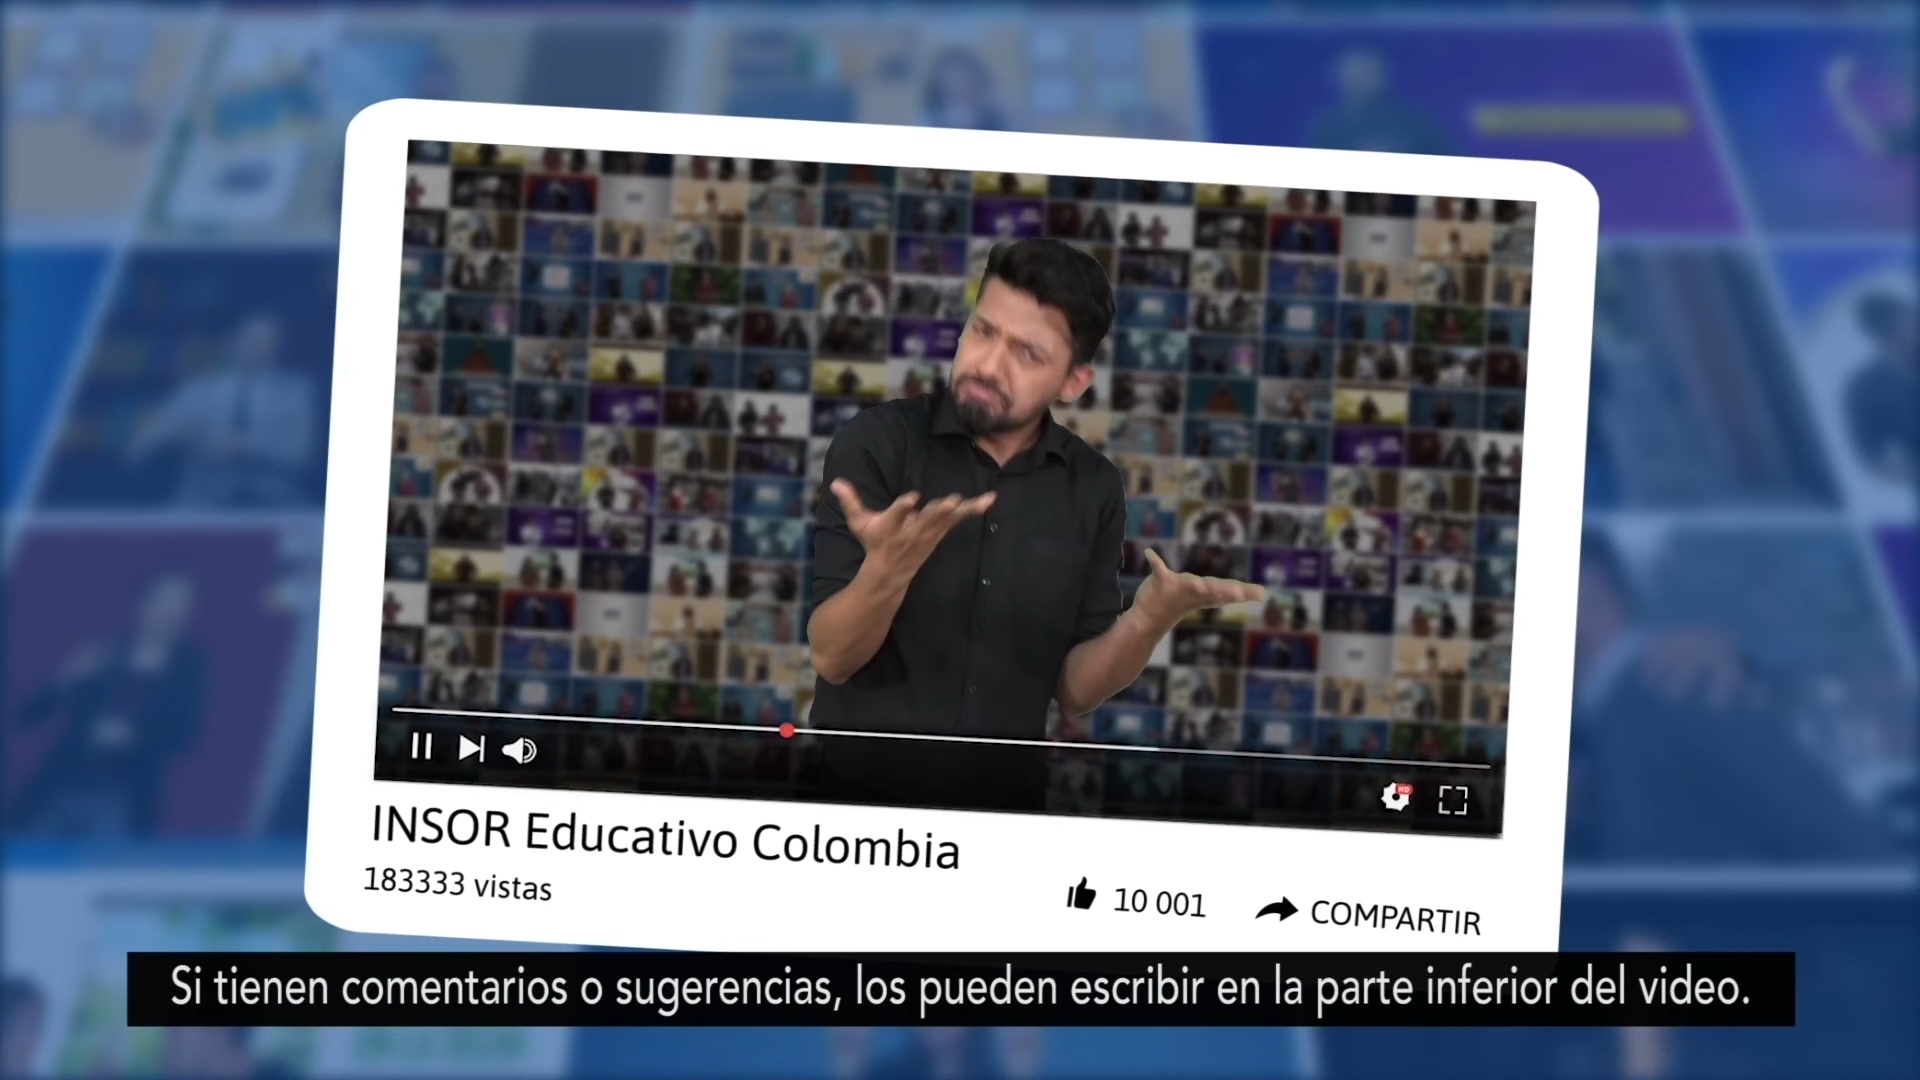 HD
INSOR Educativo Colombia
183333 vistas
10 001
COMPARTIR
Si tienen comentarios o sugerencias, los pueden escribir en la parte inferior del video.